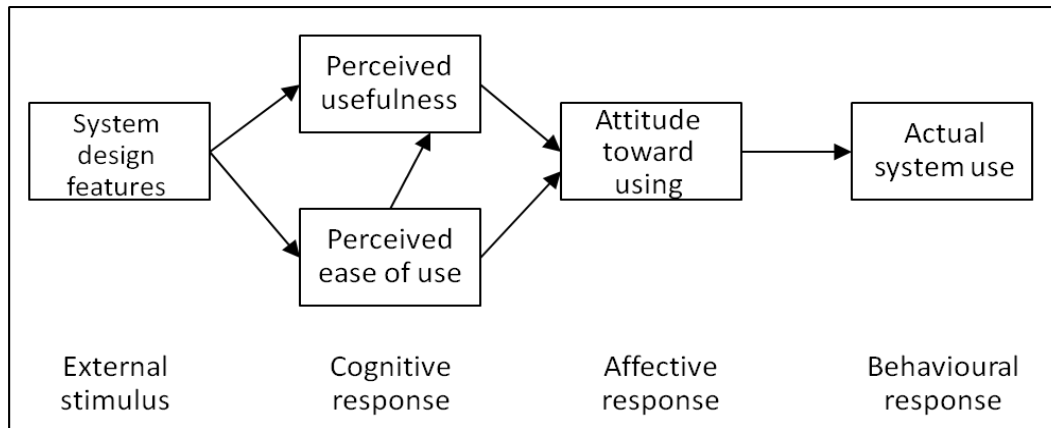 System
design
features
Perceived
usefulness
Perceived
ease of use
Attitude
toward
using
Actual
system use
External
stimulus
Cognitive
response
Affective
response
Behavioural
response